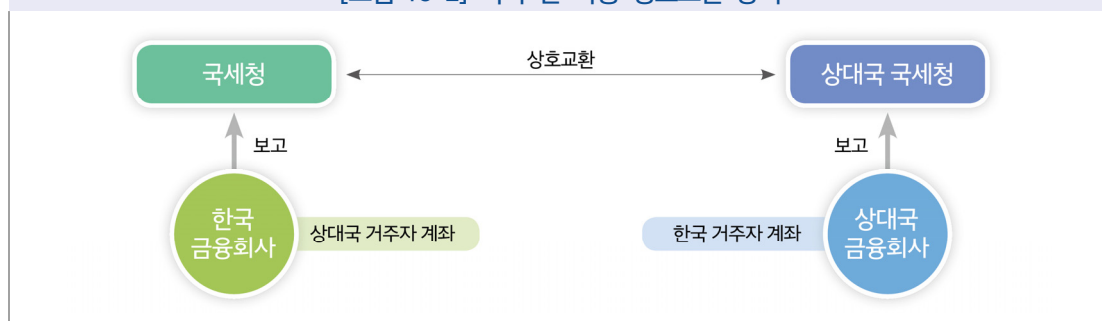 국세청
상호교환
상대국 국세청
보고
보고
한국
금융회사
상대국 거주자 계좌
한국 거주자 계좌
상대국
금융회사